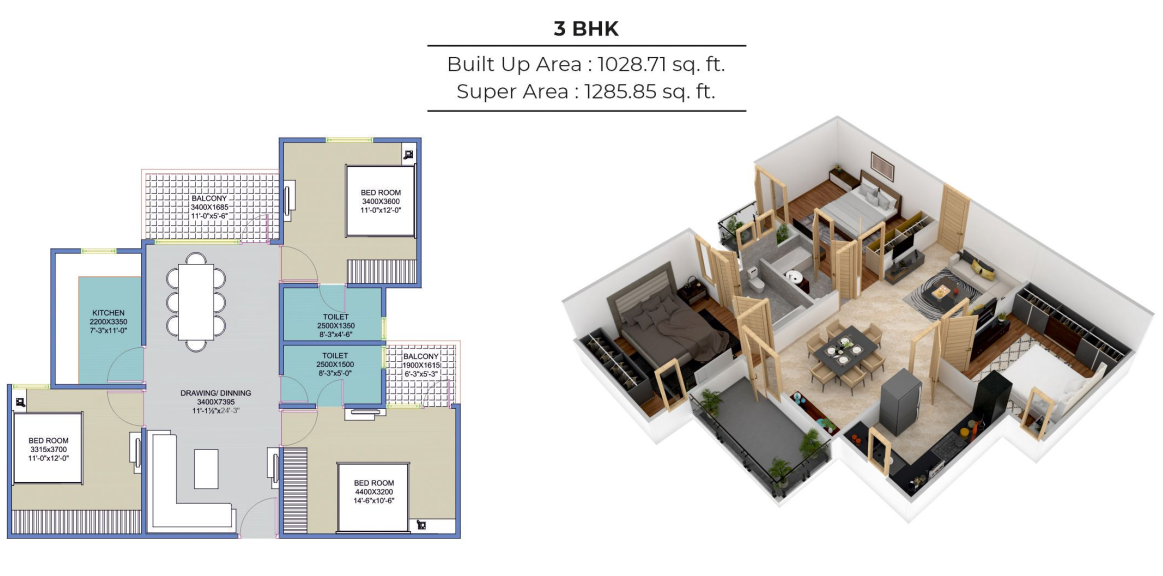 3 BHK
Built Up Area : 1028.71 sq. ft.
Super Area : 1285.85 sq. ft.
BALCONY
3400X1685
11'-0"x5'-6"
BED ROOM
3400X3600
11'-0"x12'-0"
KITCHEN
2200X3350
7'-3"x11'-0"
TOILET
2500X1350
8'-3"x4'-6"
TOILET
2500X1500
8'-3"x5'-0"
BALCONY
1900X1615
6'-3"x5'-3"
DRAWING/ DINNING
3400X7395
11'-1½"x24'-3"
BED ROOM
3315x3700
11'-0"x12'-0"
BED ROOM
4400X3200
14'-6"x10'-6"